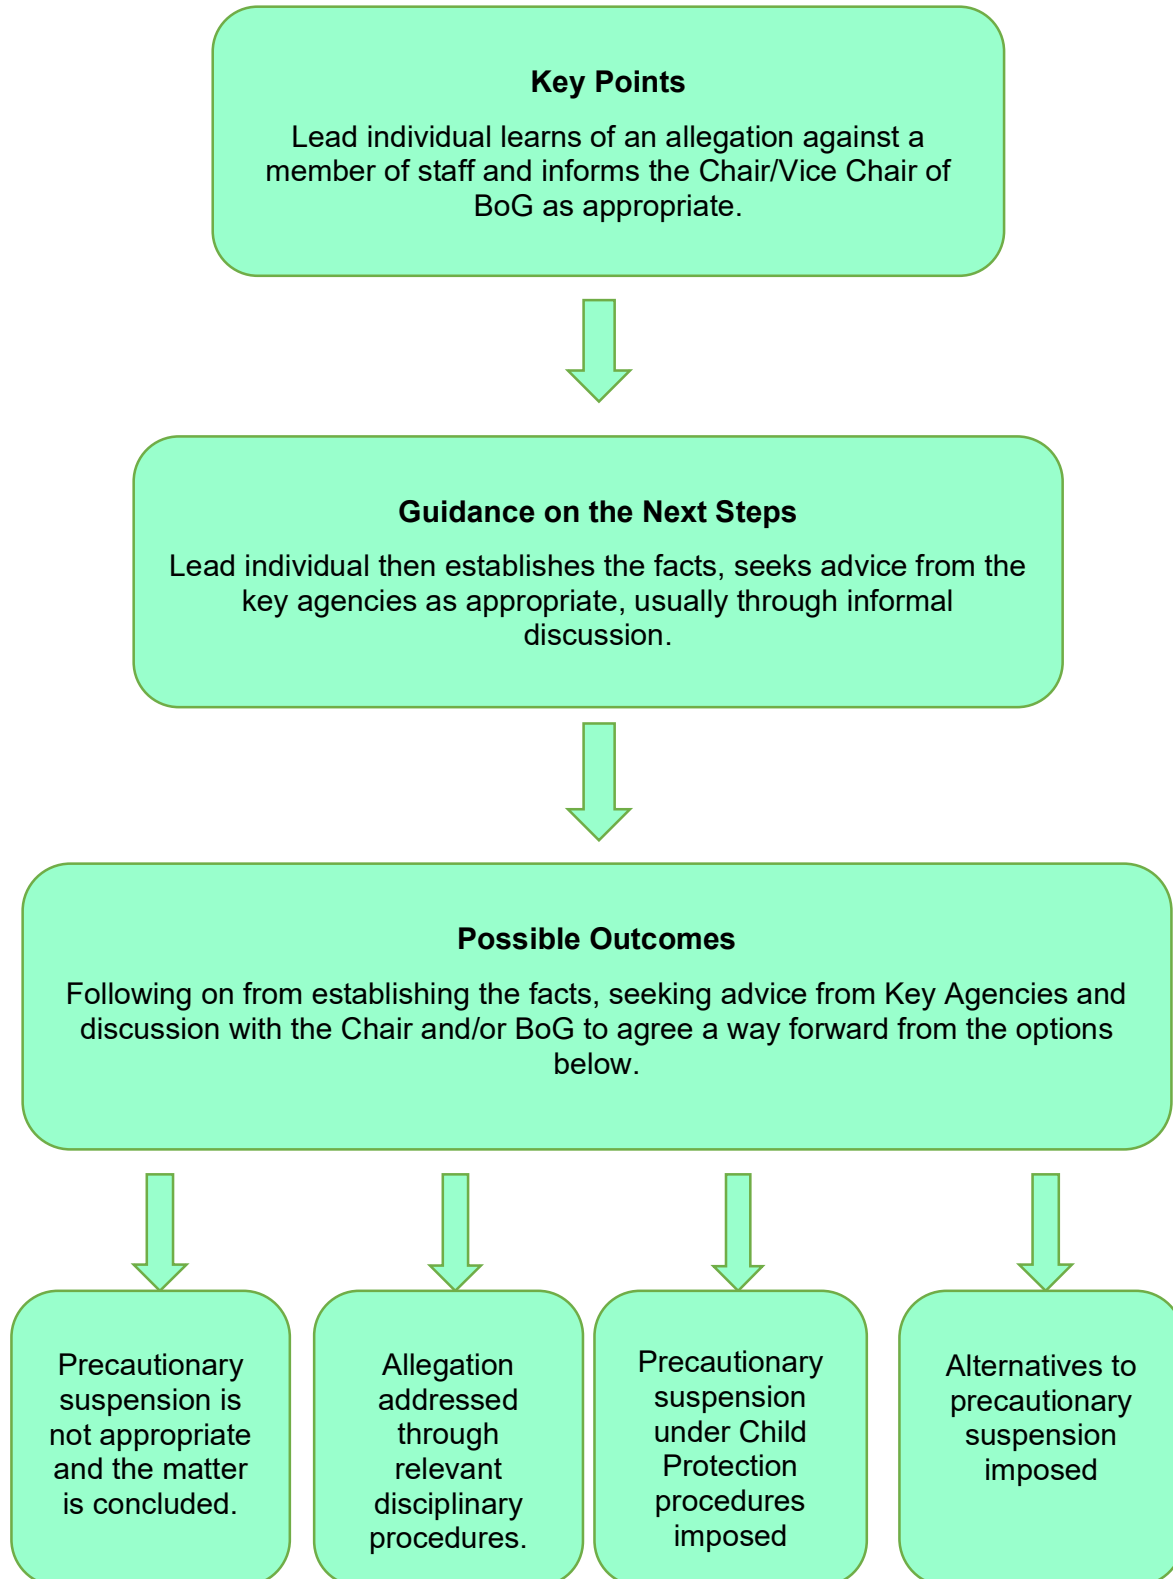 Key Points
Lead individual learns of an allegation against a
member of staff and informs the Chair/Vice Chair of
BoG as appropriate.
Guidance on the Next Steps
Lead individual then establishes the facts, seeks advice from the
key agencies as appropriate, usually through informal
discussion.
Possible Outcomes
Following on from establishing the facts, seeking advice from Key Agencies and
discussion with the Chair and/or BoG to agree a way forward from the options
below.
Precautionary
suspension is
not appropriate
and the matter
is concluded.
Allegation
addressed
through
relevant
disciplinary
procedures.
Precautionary
suspension
under Child
Protection
procedures
imposed
Alternatives to
precautionary
suspension
imposed